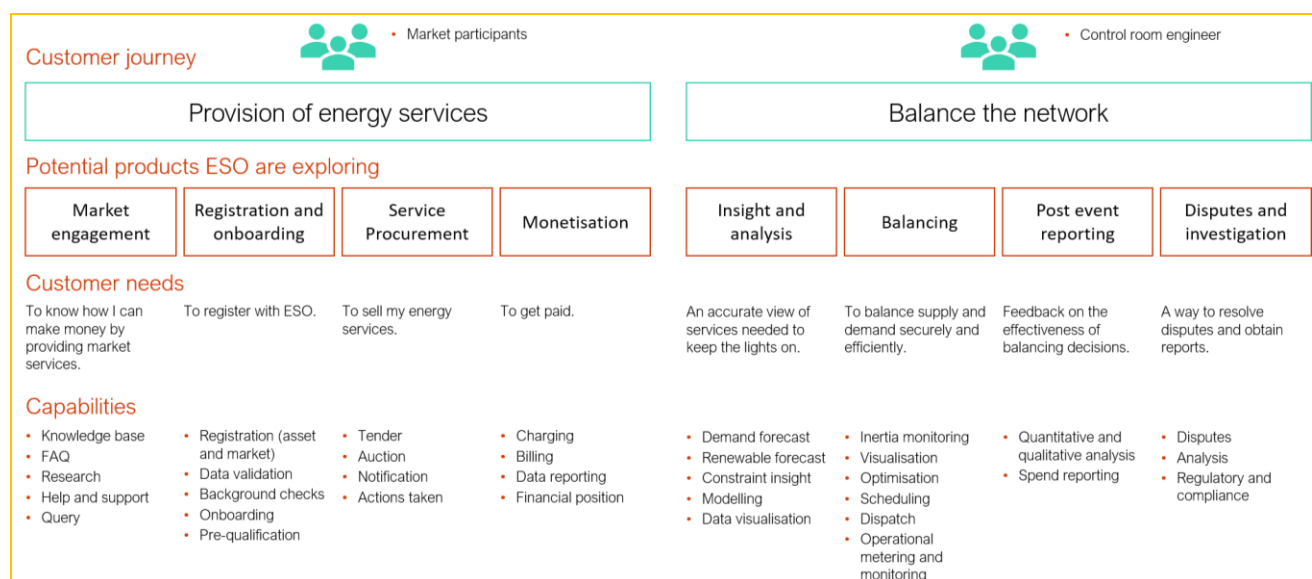 Customer journey
• Market participants
• Control room engineer
Provision of energy services
Balance the network
Potential products ESO are exploring
Market
engagement
Registration and
onboarding
Service
Procurement
Monetisation
Insight and
analysis
Balancing
Post event
reporting
Disputes and
investigation
Customer needs
To know how I can
make money by
providing market
services.
To register with ESO.
To sell my energy
services.
To get paid.
An accurate view of
services needed to
keep the lights on.
To balance supply and
demand securely and
efficiently.
Feedback on the
effectiveness of
balancing decisions.
A way to resolve
disputes and obtain
reports.
Capabilities
• Knowledge base
• FAQ
• Research
• Help and support
• Query
• Registration (asset
and market)
• Data validation
• Background checks
• Onboarding
• Pre-qualification
• Tender
• Auction
• Notification
• Actions taken
• Charging
• Billing
• Data reporting
• Financial position
• Demand forecast
• Renewable forecast
• Constraint insight
• Modelling
• Data visualisation
• Inertia monitoring
• Visualisation
• Optimisation
• Scheduling
• Dispatch
• Operational
metering and
monitoring
• Quantitative and
qualitative analysis
• Spend reporting
• Disputes
• Analysis
• Regulatory and
compliance